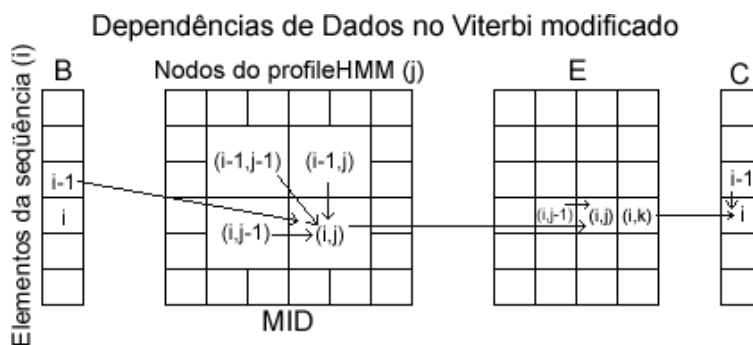 Dependências de Dados no Viterbi modificado
Elementos da seqüência (i)
B
Nodos do profileHMM (j)
E
C
(i-1,j-1) (i-1,j)
i-1
i-1
i
(i,j-1) (i,j)
(i,j-1) (i,j) (i,k)
i
MID